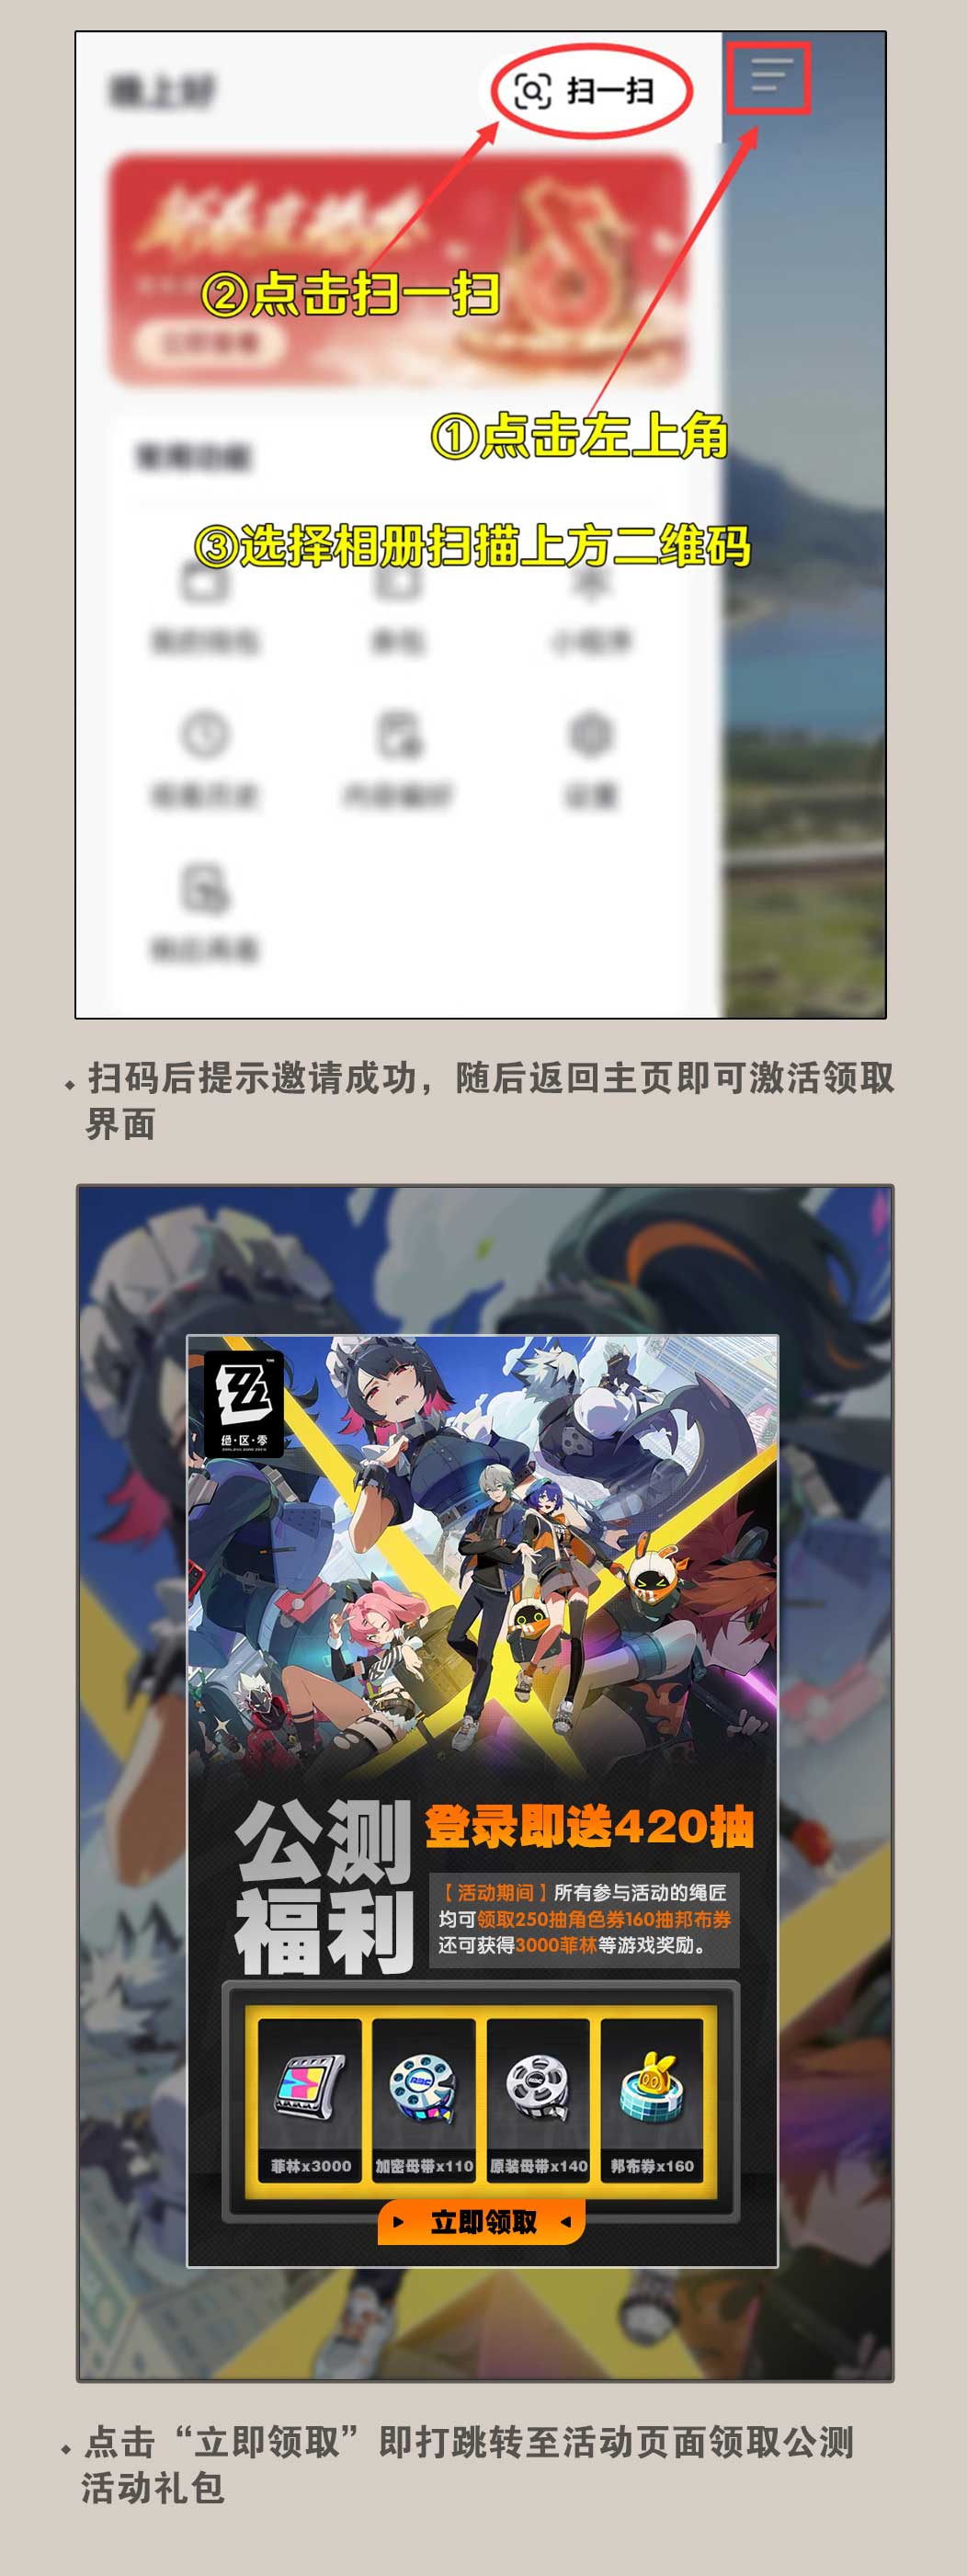 扫一扫
②点击扫一扫
①点击左上角
③选择相册扫描上方二维码
设置
扫码后提示邀请成功，随后返回主页即可激活领取
界面
绝·区·零
公测
福利
登录即送420抽
【活动期间】所有参与活动的绳匠
均可领取250抽角色券160抽邦布券
还可获得3000菲林等游戏奖励。
菲林x3000
加密母带x110
原装母带x140
邦布券x160
立即领取
点击“立即领取”即打跳转至活动页面领取公测
活动礼包